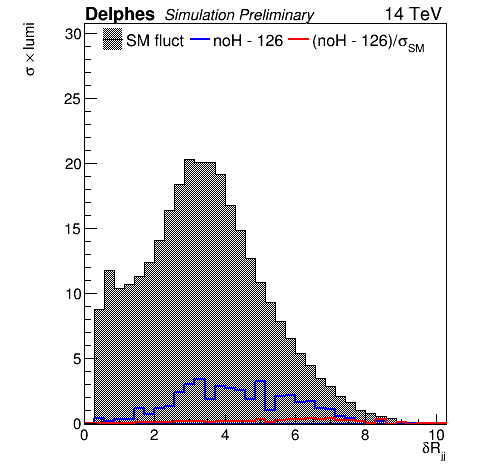 Delphes Simulation Preliminary 14 TeV
σ × lumi
SM fluct noH - 126 (noH - 126)/σSM
30
25
20
15
10
5
0
0 2 4 6 8 10
δRjj